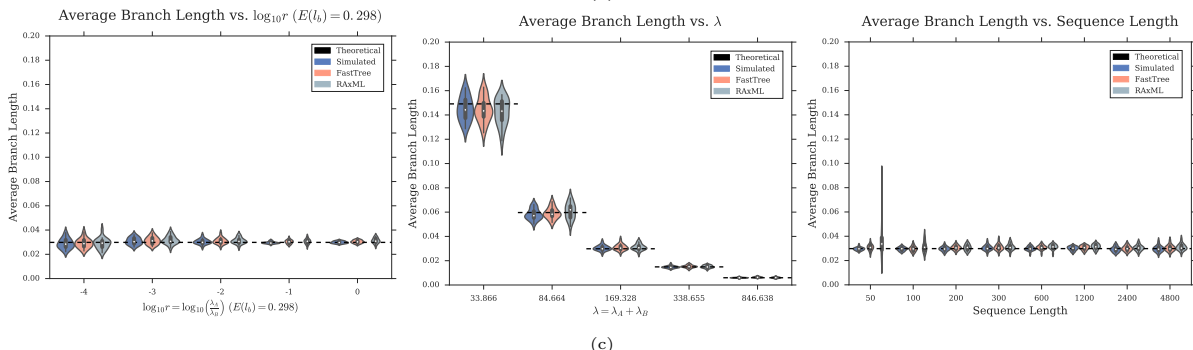 Average Branch Length vs. log₁₀r (E(l_b) = 0.298)
Average Branch Length
0.20
0.18
0.16
0.14
0.12
0.10
0.08
0.06
0.04
0.02
0.00
Theoretical
Simulated
FastTree
RAxML
-4 -3 -2 -1 0
log₁₀r = log₁₀(λ_A/λ_B) (E(l_b) = 0.298)
Average Branch Length vs. λ
Average Branch Length
0.20
0.18
0.16
0.14
0.12
0.10
0.08
0.06
0.04
0.02
0.00
Theoretical
Simulated
FastTree
RAxML
33.866 84.664 169.328 338.655 846.638
λ = λ_A + λ_B
Average Branch Length vs. Sequence Length
Average Branch Length
0.20
0.18
0.16
0.14
0.12
0.10
0.08
0.06
0.04
0.02
0.00
Theoretical
Simulated
FastTree
RAxML
50 100 200 300 600 1200 2400 4800
Sequence Length
(c)